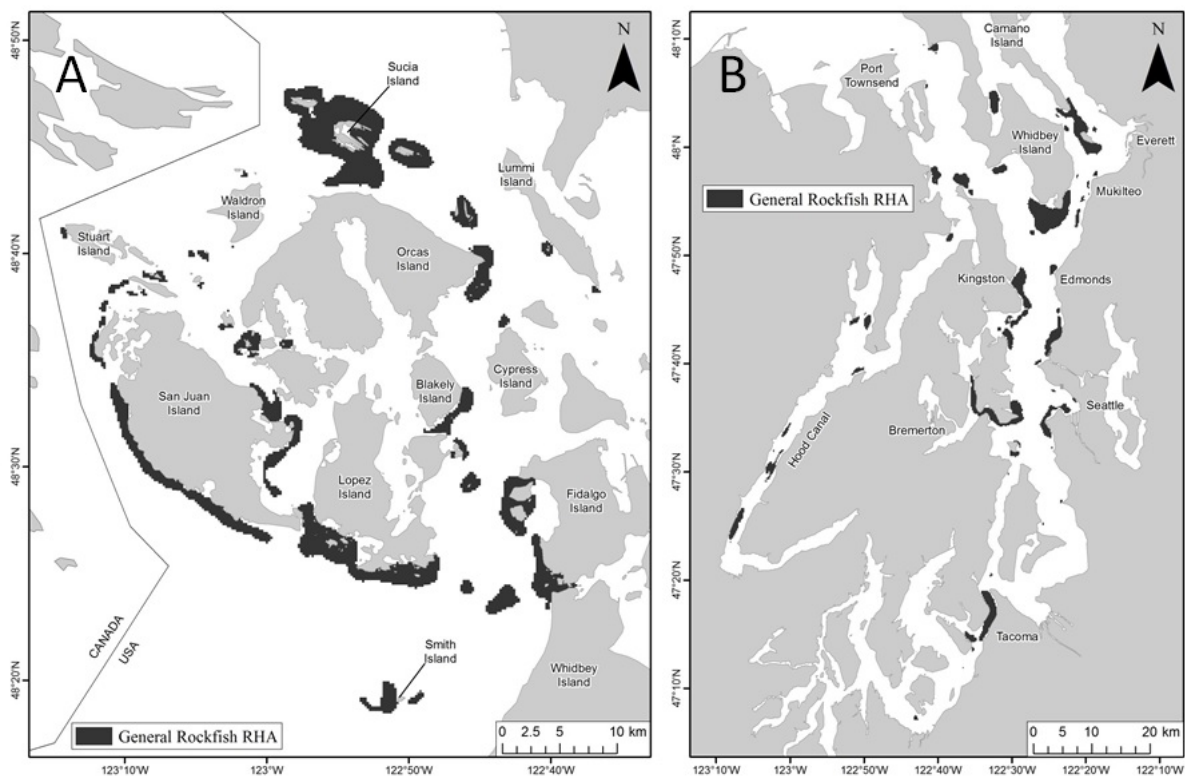 A
N
Sucia
Island
Lummi
Island
Waldron
Island
Stuart
Island
Orcas
Island
Cypress
Island
Blakely
Island
San Juan
Island
Lopez
Island
Fidalgo
Island
CANADA
USA
Smith
Island
Whidbey
Island
General Rockfish RHA
0 2.5 5 10 km
48°50'N
48°40'N
48°30'N
48°20'N
123°10'W 123°W 122°50'W 122°40'W
B
N
Camano
Island
Port
Townsend
Whidbey
Island
Everett
Mukilteo
General Rockfish RHA
Kingston
Edmonds
Seattle
Bremerton
Hood Canal
Tacoma
0 10 20 km
48°10'N
48°N
47°50'N
47°40'N
47°30'N
47°20'N
47°10'N
123°10'W 123°W 122°50'W 122°40'W 122°30'W 122°20'W 122°10'W